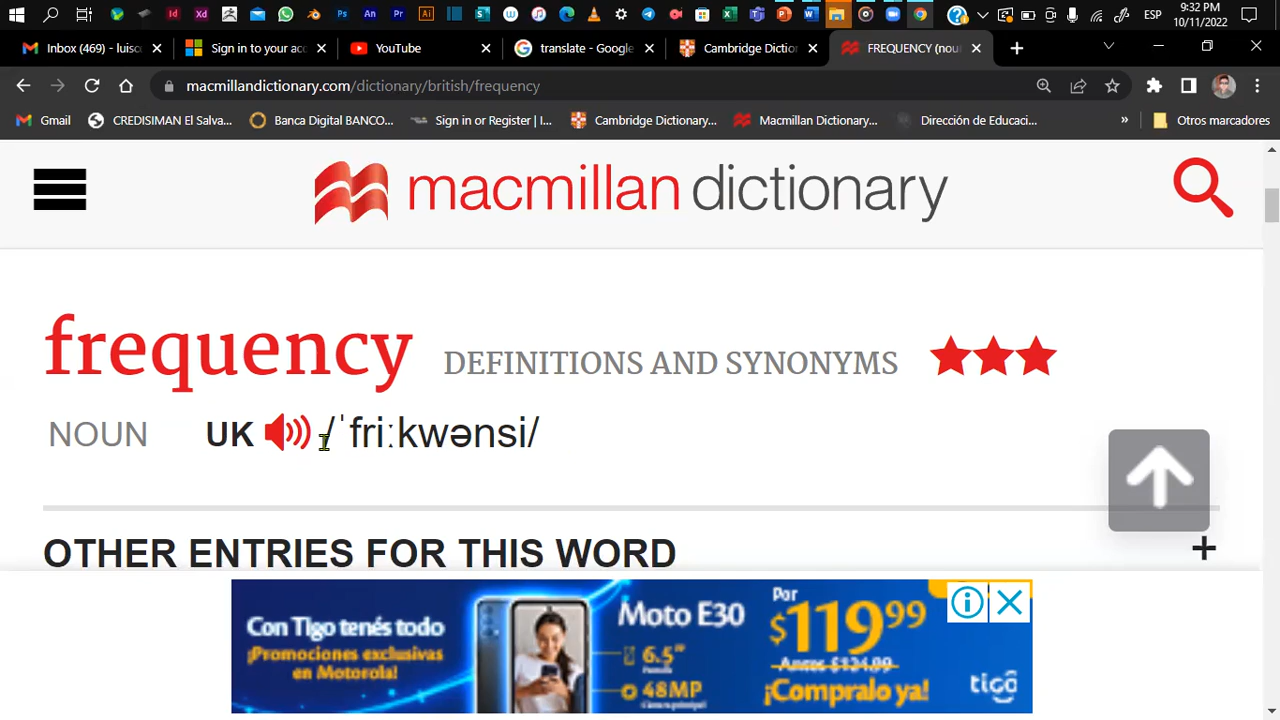 ESP
9:32 PM
10/11/2022
Inbox (469) - luisco
Sign in to your acc
YouTube
translate - Google
Cambridge Dictio
FREQUENCY (nou
macmillandictionary.com/dictionary/british/frequency
Gmail
CREDISIMAN El Salva...
Banca Digital BANCO...
Sign in or Register | I...
Cambridge Dictionary...
Macmillan Dictionary...
Dirección de Educaci...
»
Otros marcadores
macmillan dictionary
frequency DEFINITIONS AND SYNONYMS
NOUN UK /ˈfriːkwənsi/
OTHER ENTRIES FOR THIS WORD +
Con Tigo tenés todo
¡Promociones exclusivas
en Motorola!
Moto E30
6.5"
48MP
Por
$119.99
Antes $124.99
¡Compralo ya!
tigo